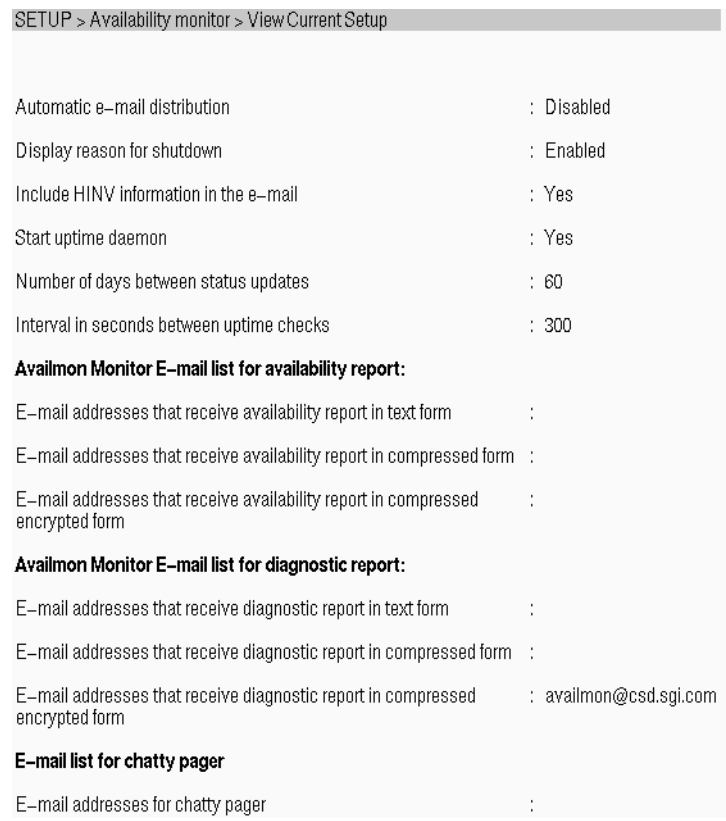 SETUP > Availability monitor > View Current Setup
Automatic e–mail distribution : Disabled
Display reason for shutdown : Enabled
Include HINV information in the e–mail : Yes
Start uptime daemon : Yes
Number of days between status updates : 60
Interval in seconds between uptime checks : 300
Availmon Monitor E–mail list for availability report:
E–mail addresses that receive availability report in text form :
E–mail addresses that receive availability report in compressed form :
E–mail addresses that receive availability report in compressed :
encrypted form
Availmon Monitor E–mail list for diagnostic report:
E–mail addresses that receive diagnostic report in text form :
E–mail addresses that receive diagnostic report in compressed form :
E–mail addresses that receive diagnostic report in compressed : availmon@csd.sgi.com
encrypted form
E–mail list for chatty pager
E–mail addresses for chatty pager :